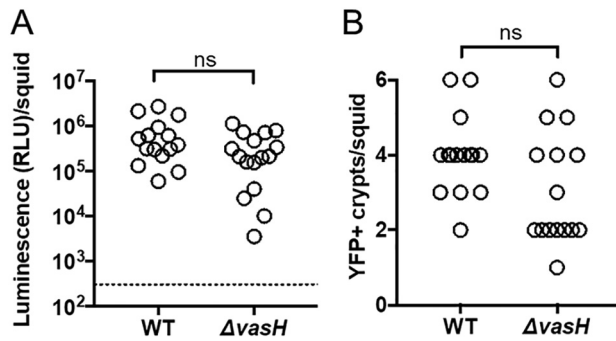 A
ns
Luminescence (RLU)/squid
10⁷
10⁶
10⁵
10⁴
10³
10²
WT
ΔvasH
B
ns
YFP+ crypts/squid
6
4
2
0
WT
ΔvasH